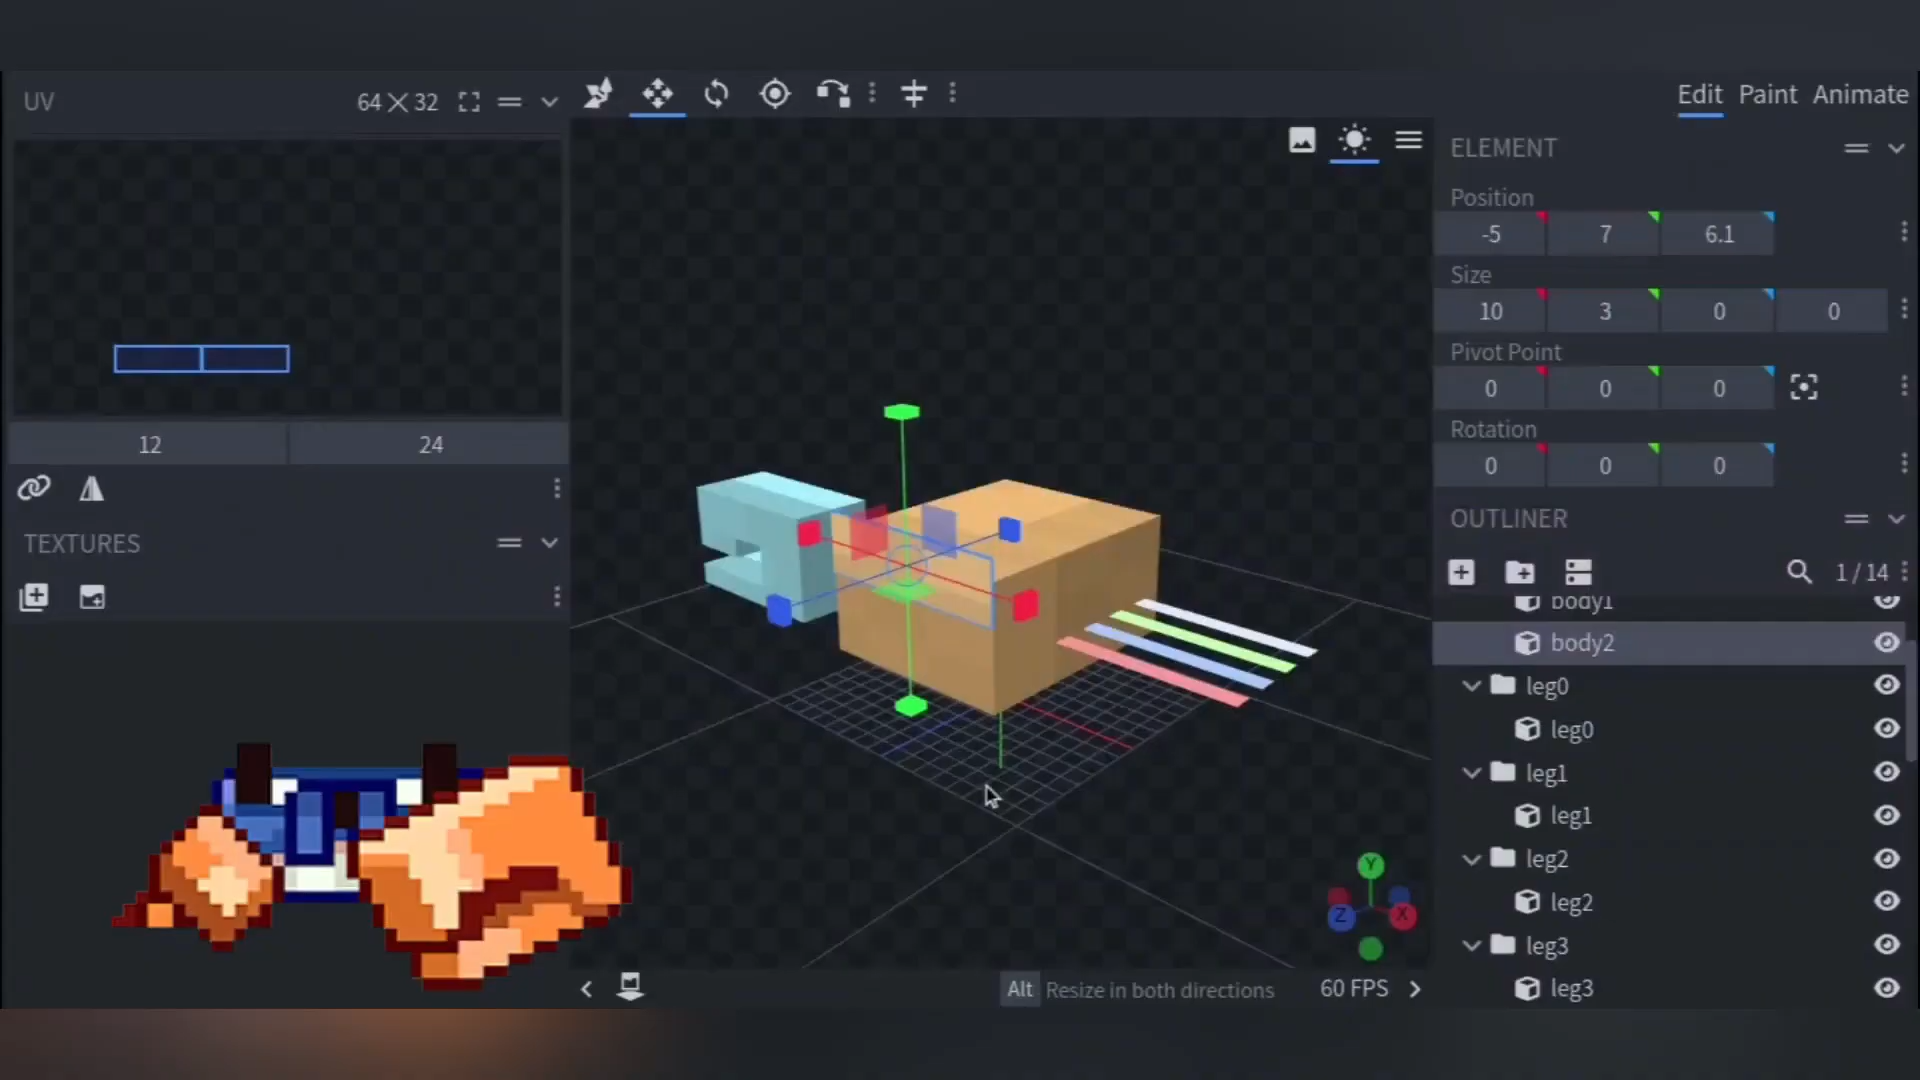 UV
64×32
Edit Paint Animate
ELEMENT
Position
-5 7 6.1
Size
10 3 0 0
Pivot Point
0 0 0
Rotation
0 0 0
12 24
TEXTURES
OUTLINER
1/14
body1
body2
leg0
leg0
leg1
leg1
leg2
leg2
leg3
leg3
Y
Z
X
Alt Resize in both directions
60 FPS